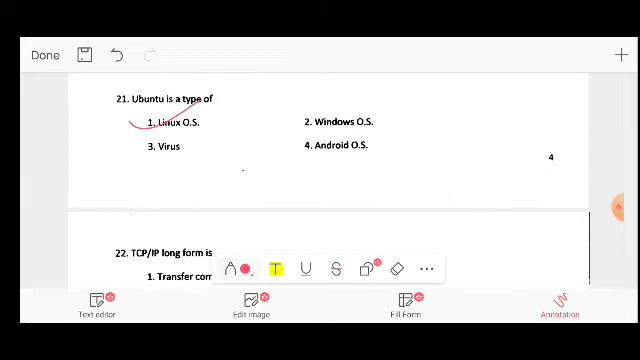 Done
21. Ubuntu is a type of
1. Linux O.S.
2. Windows O.S.
3. Virus
4. Android O.S.
4
22. TCP/IP long form is
1. Transfer com
T U S
Text editor
Edit image
Fill Form
Annotation